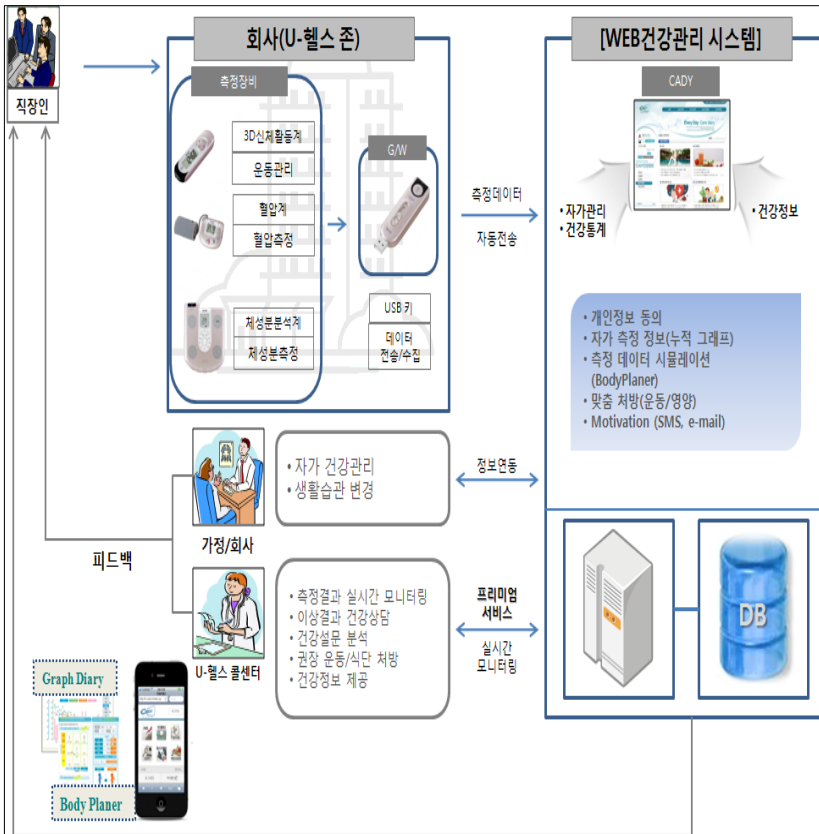 직장인
회사(U-헬스 존)
측정장비
3D신체활동계
운동관리
혈압계
혈압측정
체성분분석계
체성분측정
G/W
USB 키
데이터
전송/수집
측정데이터
자동전송
[WEB건강관리 시스템]
CADY
• 자가관리
• 건강통계
• 건강정보
• 개인정보 동의
• 자가 측정 정보(누적 그래프)
• 측정 데이터 시뮬레이션
(BodyPlaner)
• 맞춤 처방(운동/영양)
• Motivation (SMS, e-mail)
가정/회사
• 자가 건강관리
• 생활습관 변경
정보연동
피드백
U-헬스 콜센터
• 측정결과 실시간 모니터링
• 이상결과 건강상담
• 건강설문 분석
• 권장 운동/식단 처방
• 건강정보 제공
프리미엄
서비스
실시간
모니터링
DB
Graph Diary
Body Planer